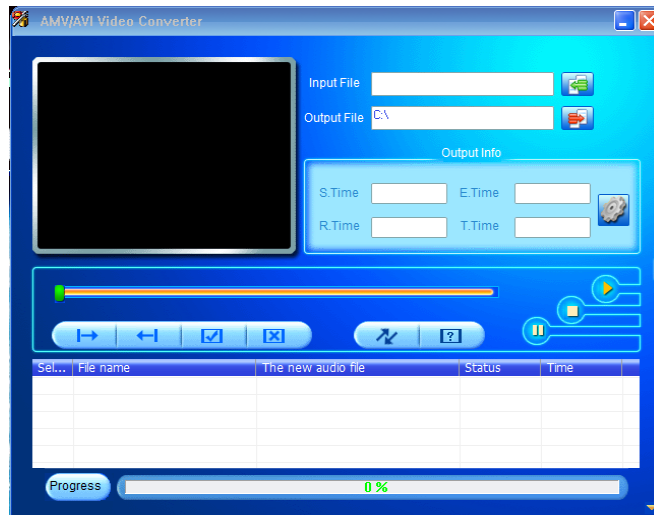 AMV/AVI Video Converter
Input File
Output File C:\
Output Info
S.Time E.Time
R.Time T.Time
?
Sel... File name The new audio file Status Time
Progress 0 %